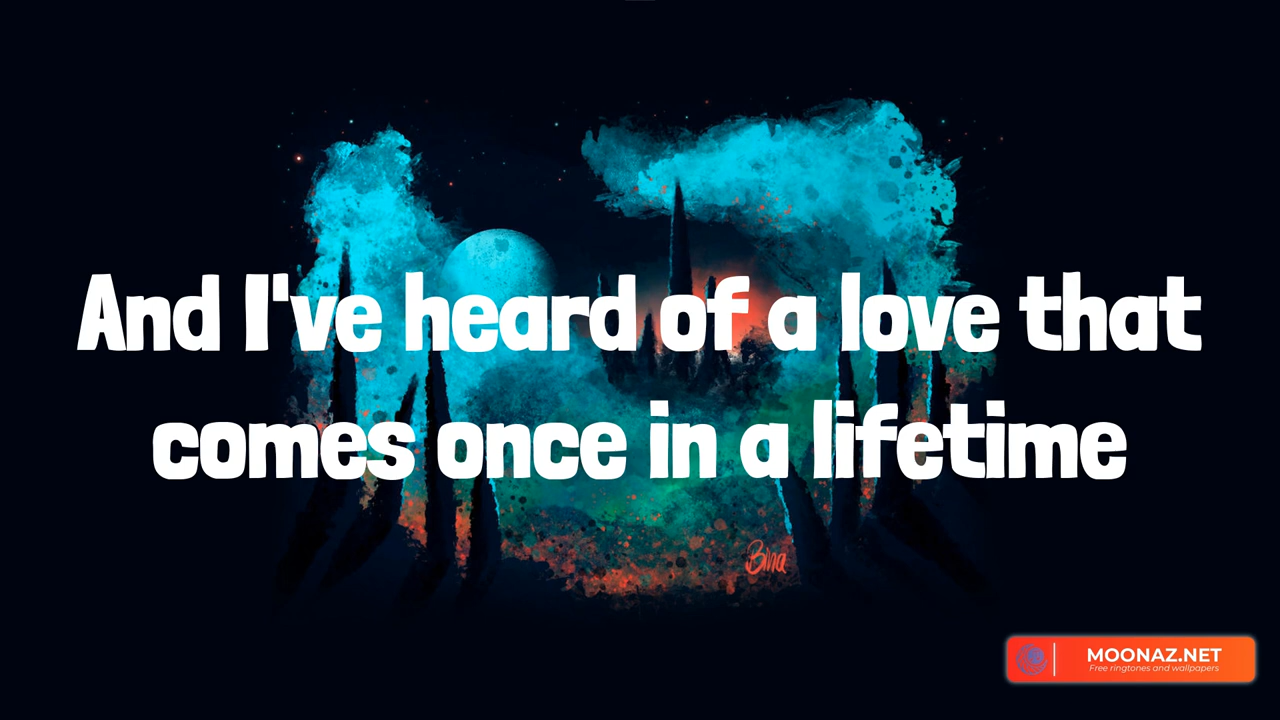 And I've heard of a love that
comes once in a lifetime
Bina
MOONAZ.NET
Free ringtones and wallpapers